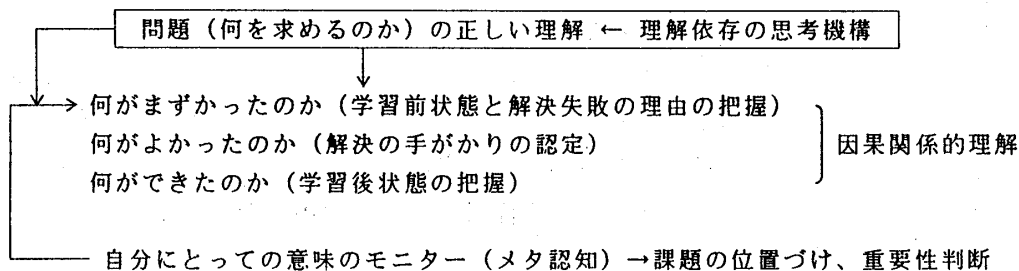 問題（何を求めるのか）の正しい理解 ← 理解依存の思考機構
何がまずかったのか（学習前状態と解決失敗の理由の把握）
何がよかったのか（解決の手がかりの認定）
因果関係的理解
何ができたのか（学習後状態の把握）
自分にとっての意味のモニター（メタ認知）→課題の位置づけ、重要性判断